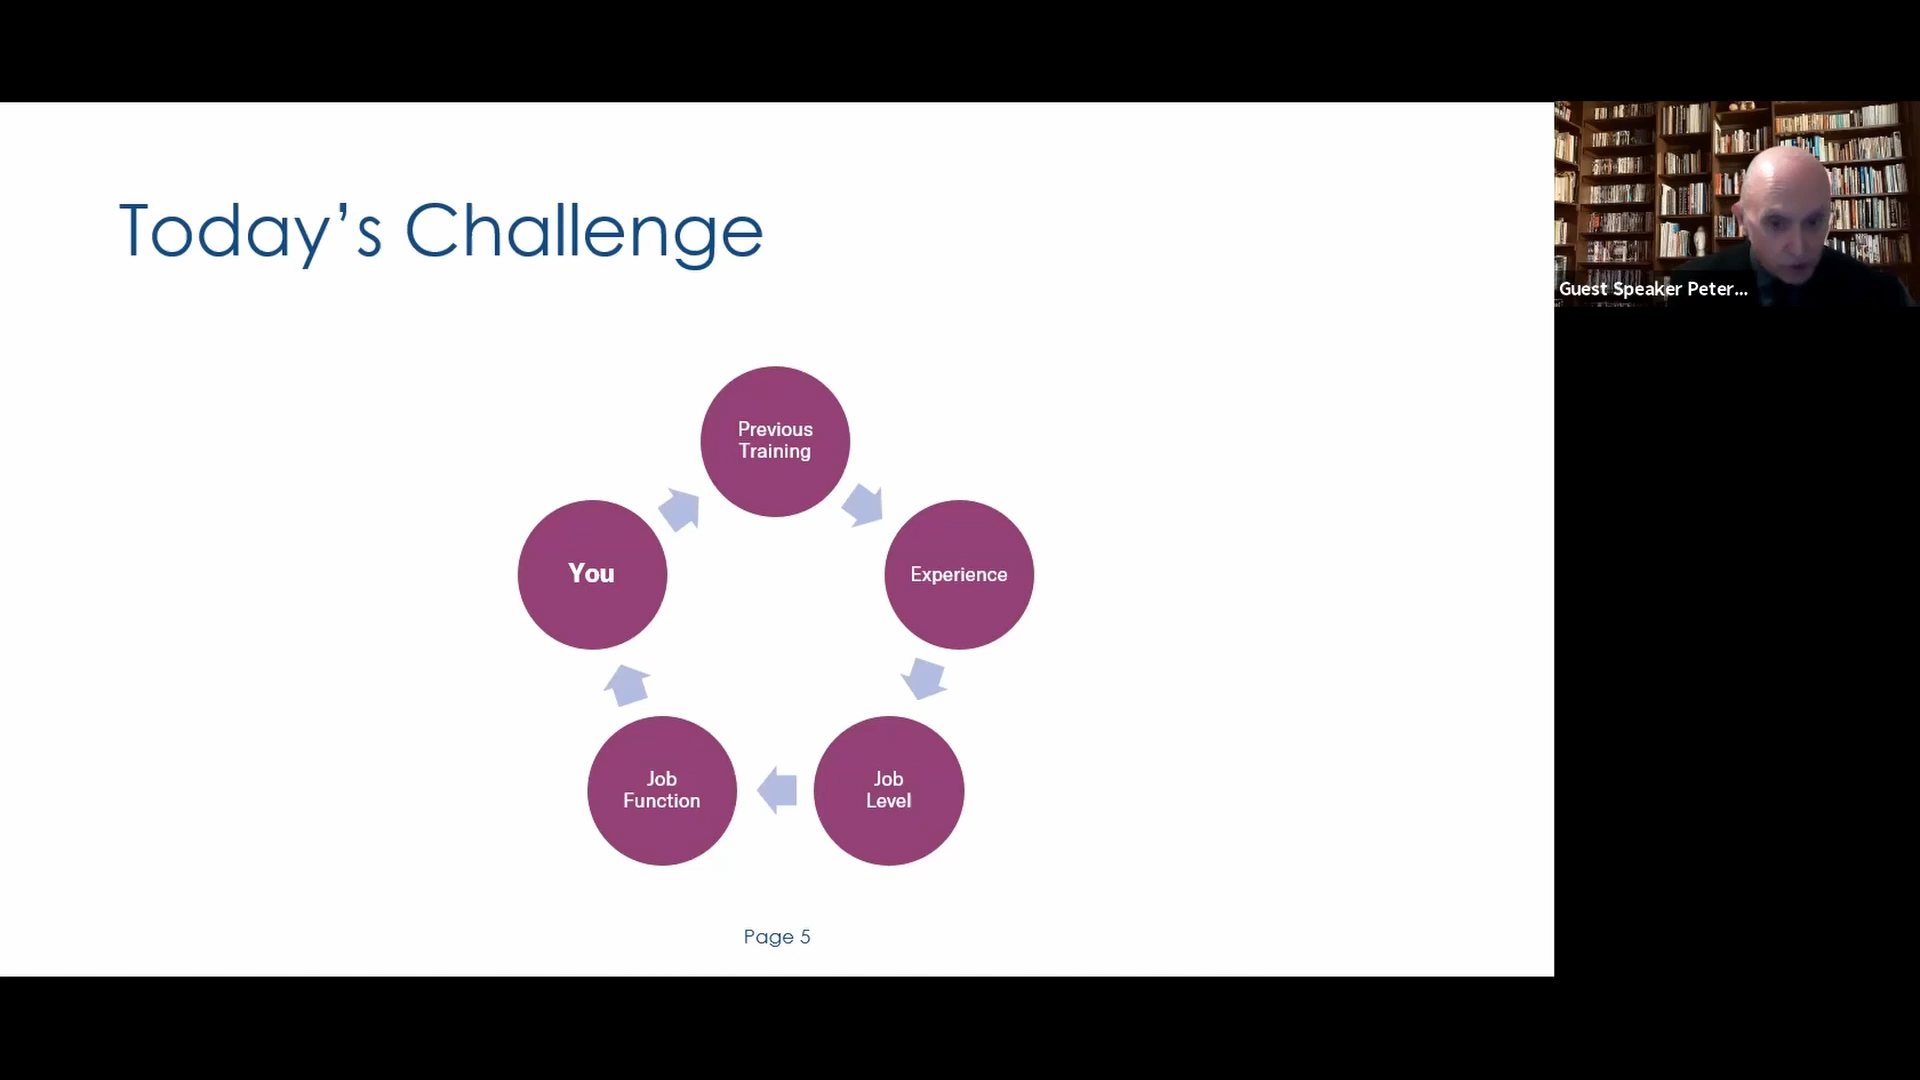 Today's Challenge
Guest Speaker Peter...
Previous
Training
You
Experience
Job
Function
Job
Level
Page 5